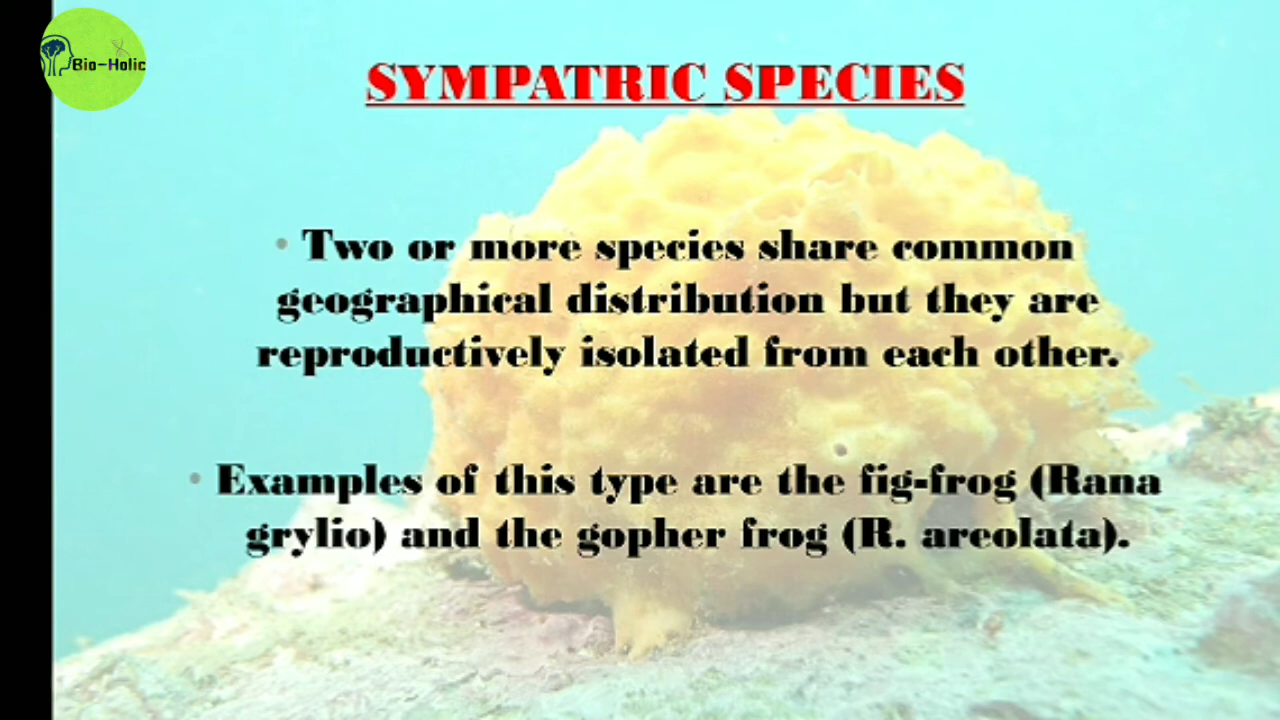 Bio-Holic
SYMPATRIC SPECIES
• Two or more species share common
geographical distribution but they are
reproductively isolated from each other.
• Examples of this type are the fig-frog (Rana
grylio) and the gopher frog (R. areolata).